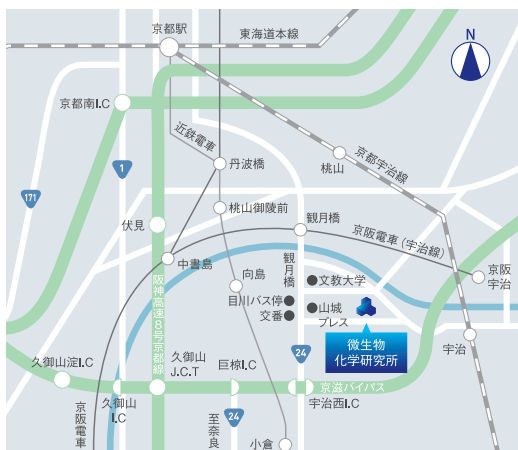 京都駅
東海道本線
N
京都南I.C
近鉄電車
1
171
丹波橋
桃山
京都宇治線
桃山御陵前
伏見
観月橋
京阪電車(宇治線)
中書島
観月橋
文教大学
京阪
宇治
向島
目川バス停
交番
山城
プレス
阪神高速8号京都線
微生物
化学研究所
宇治
24
久御山淀I.C
久御山
J.C.T
巨椋I.C
京滋バイパス
久御山
I.C
宇治西I.C
京阪電車
24
至奈良
小倉